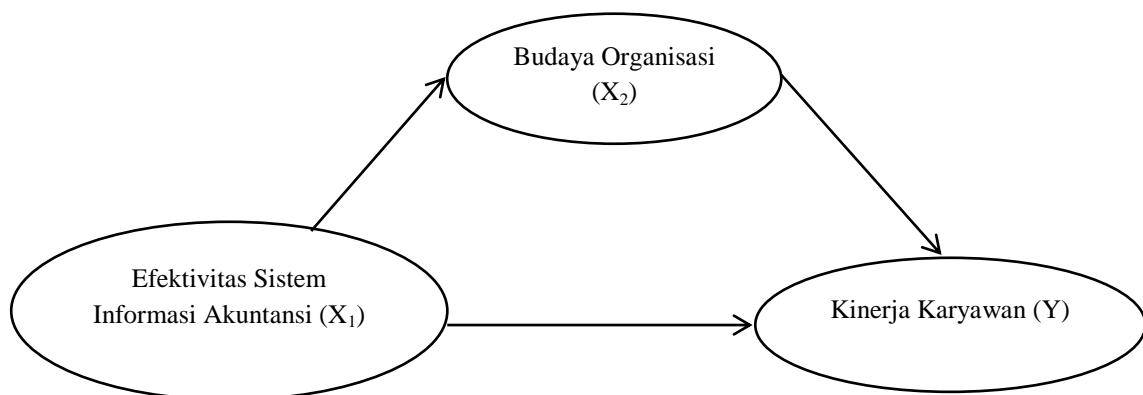 Budaya Organisasi
(X₂)
Efektivitas Sistem
Informasi Akuntansi (X₁)
Kinerja Karyawan (Y)